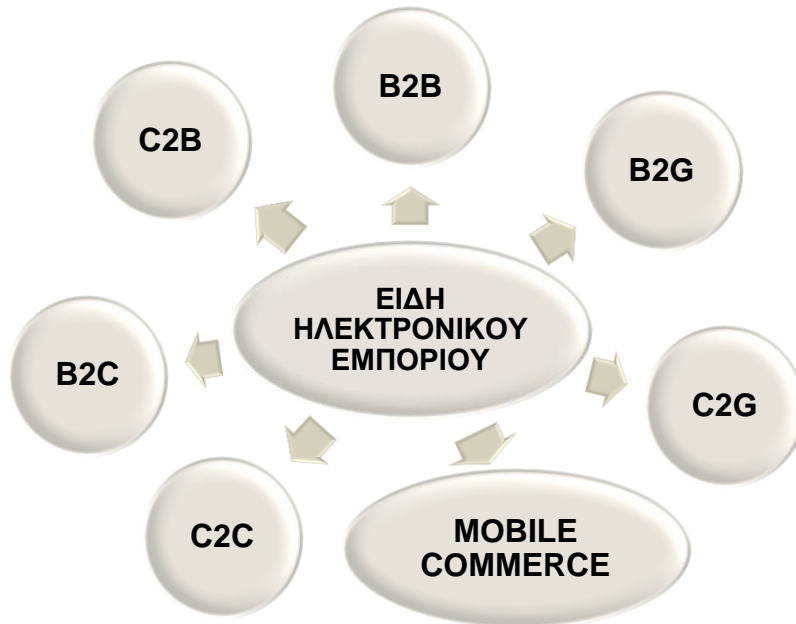 B2B
C2B
B2G
ΕΙΔΗ
ΗΛΕΚΤΡΟΝΙΚΟΥ
ΕΜΠΟΡΙΟΥ
B2C
C2G
C2C
MOBILE
COMMERCE